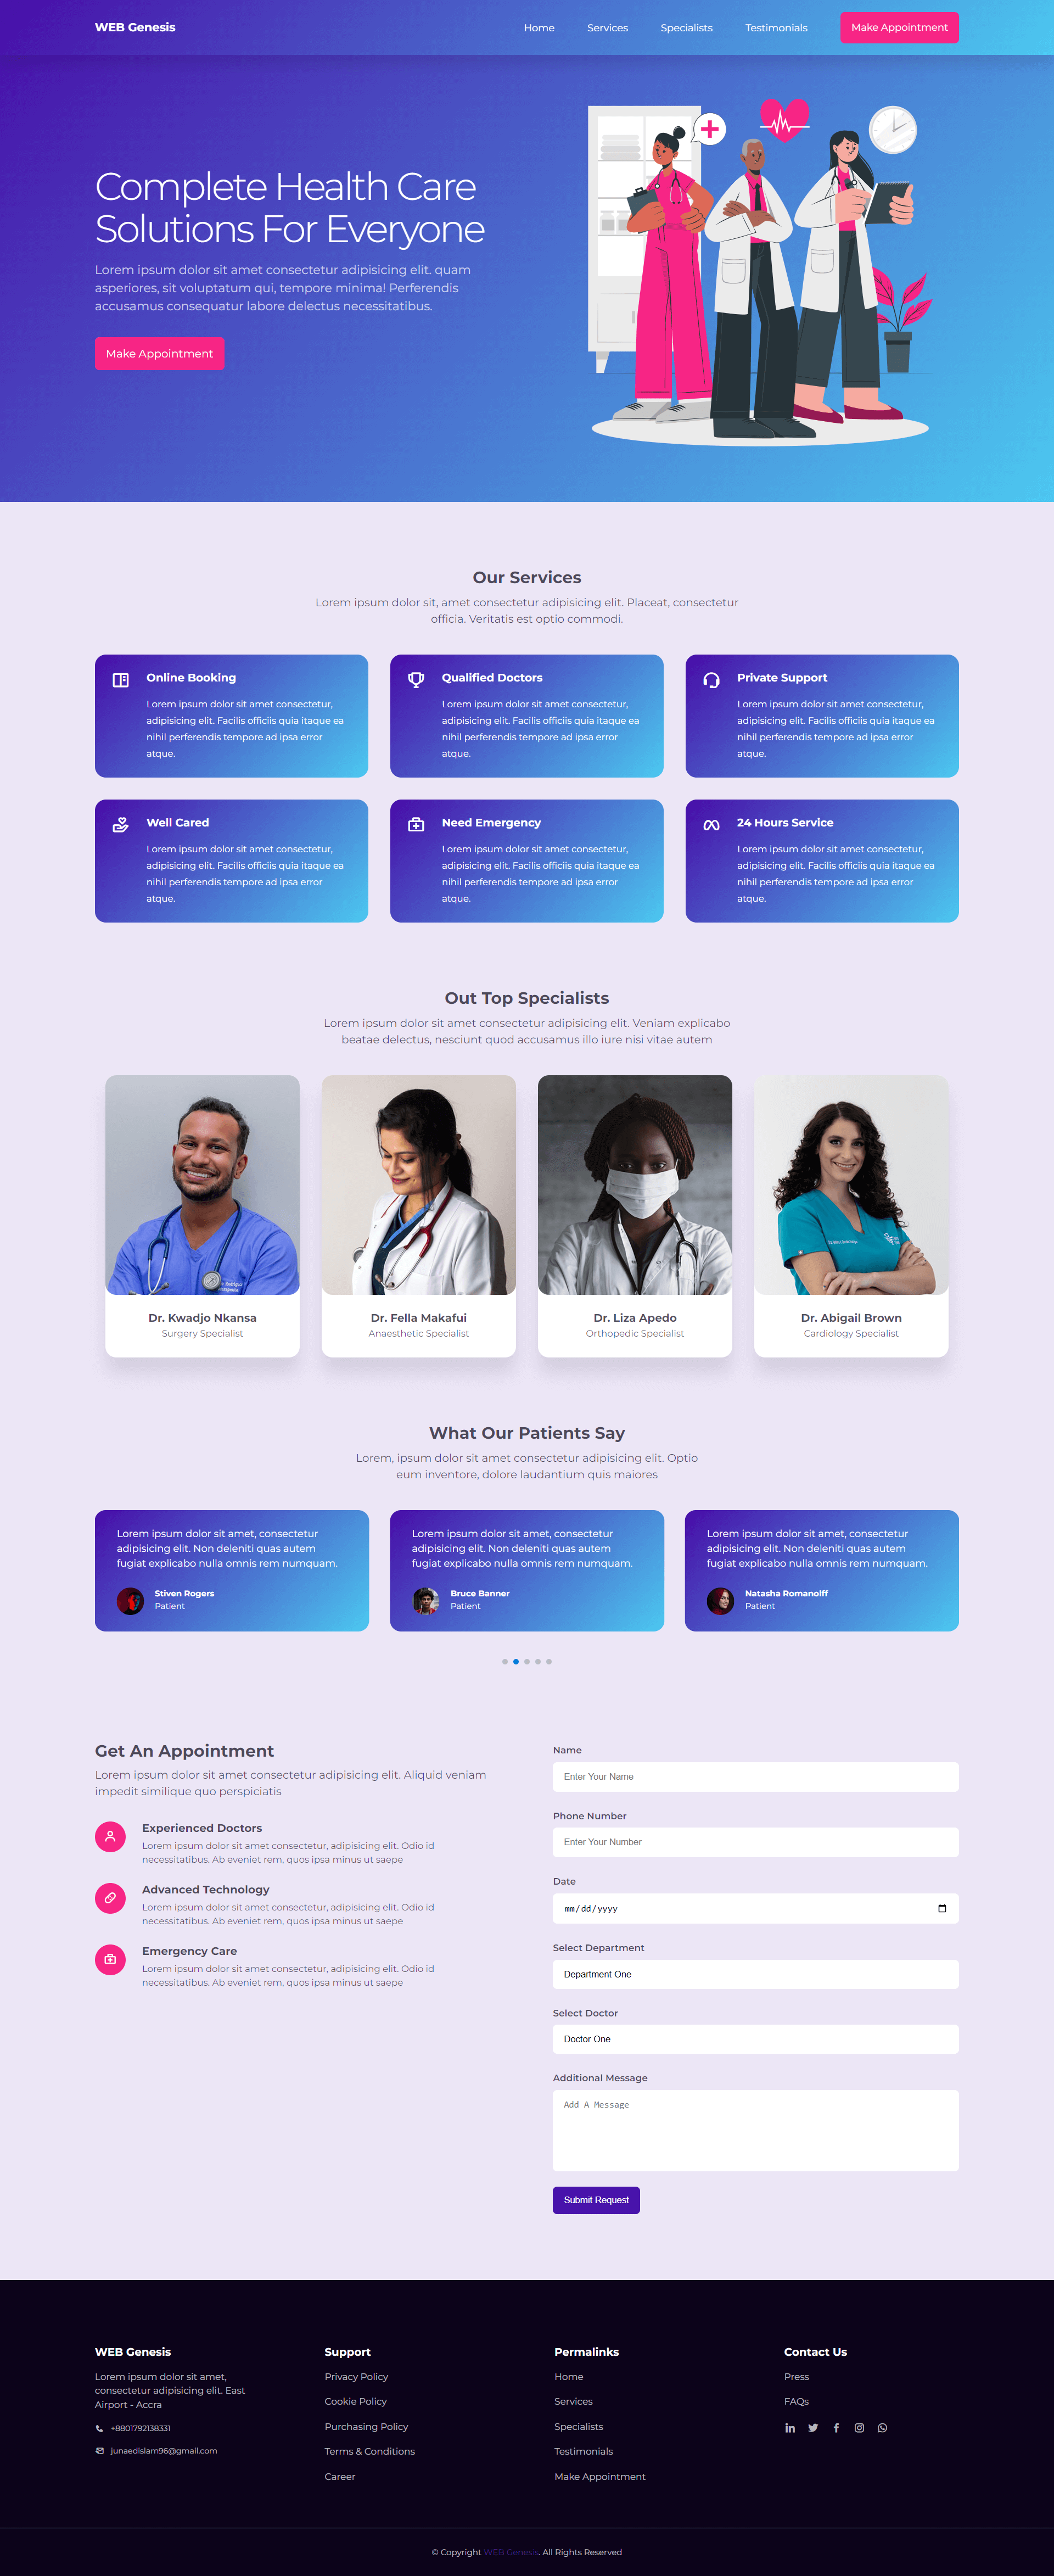 WEB Genesis
Home
Services
Specialists
Testimonials
Make Appointment
Complete Health Care
Solutions For Everyone
Lorem ipsum dolor sit amet consectetur adipisicing elit. quam
asperiores, sit voluptatum qui, tempore minima! Perferendis
accusamus consequatur labore delectus necessitatibus.
Make Appointment
Our Services
Lorem ipsum dolor sit, amet consectetur adipisicing elit. Placeat, consectetur
officia. Veritatis est optio commodi.
Online Booking
Lorem ipsum dolor sit amet consectetur,
adipisicing elit. Facilis officiis quia itaque ea
nihil perferendis tempore ad ipsa error
atque.
Qualified Doctors
Lorem ipsum dolor sit amet consectetur,
adipisicing elit. Facilis officiis quia itaque ea
nihil perferendis tempore ad ipsa error
atque.
Private Support
Lorem ipsum dolor sit amet consectetur,
adipisicing elit. Facilis officiis quia itaque ea
nihil perferendis tempore ad ipsa error
atque.
Well Cared
Lorem ipsum dolor sit amet consectetur,
adipisicing elit. Facilis officiis quia itaque ea
nihil perferendis tempore ad ipsa error
atque.
Need Emergency
Lorem ipsum dolor sit amet consectetur,
adipisicing elit. Facilis officiis quia itaque ea
nihil perferendis tempore ad ipsa error
atque.
24 Hours Service
Lorem ipsum dolor sit amet consectetur,
adipisicing elit. Facilis officiis quia itaque ea
nihil perferendis tempore ad ipsa error
atque.
Out Top Specialists
Lorem ipsum dolor sit amet consectetur adipisicing elit. Veniam explicabo
beatae delectus, nesciunt quod accusamus illo iure nisi vitae autem
Dr. Kwadjo Nkansa
Surgery Specialist
Dr. Fella Makafui
Anaesthetic Specialist
Dr. Liza Apedo
Orthopedic Specialist
Dr. Abigail Brown
Cardiology Specialist
What Our Patients Say
Lorem, ipsum dolor sit amet consectetur adipisicing elit. Optio
eum inventore, dolore laudantium quis maiores
Lorem ipsum dolor sit amet, consectetur
adipisicing elit. Non deleniti quas autem
fugiat explicabo nulla omnis rem numquam.
Stiven Rogers
Patient
Lorem ipsum dolor sit amet, consectetur
adipisicing elit. Non deleniti quas autem
fugiat explicabo nulla omnis rem numquam.
Bruce Banner
Patient
Lorem ipsum dolor sit amet, consectetur
adipisicing elit. Non deleniti quas autem
fugiat explicabo nulla omnis rem numquam.
Natasha Romanolff
Patient
Get An Appointment
Lorem ipsum dolor sit amet consectetur adipisicing elit. Aliquid veniam
impedit similique quo perspiciatis
Experienced Doctors
Lorem ipsum dolor sit amet consectetur, adipisicing elit. Odio id
necessitatibus. Ab eveniet rem, quos ipsa minus ut saepe
Advanced Technology
Lorem ipsum dolor sit amet consectetur, adipisicing elit. Odio id
necessitatibus. Ab eveniet rem, quos ipsa minus ut saepe
Emergency Care
Lorem ipsum dolor sit amet consectetur, adipisicing elit. Odio id
necessitatibus. Ab eveniet rem, quos ipsa minus ut saepe
Name
Enter Your Name
Phone Number
Enter Your Number
Date
mm/dd/yyyy
Select Department
Department One
Select Doctor
Doctor One
Additional Message
Add A Message
Submit Request
WEB Genesis
Lorem ipsum dolor sit amet,
consectetur adipisicing elit. East
Airport - Accra
+8801792138331
junaedislam96@gmail.com
Support
Privacy Policy
Cookie Policy
Purchasing Policy
Terms & Conditions
Career
Permalinks
Home
Services
Specialists
Testimonials
Make Appointment
Contact Us
Press
FAQs
© Copyright WEB Genesis. All Rights Reserved